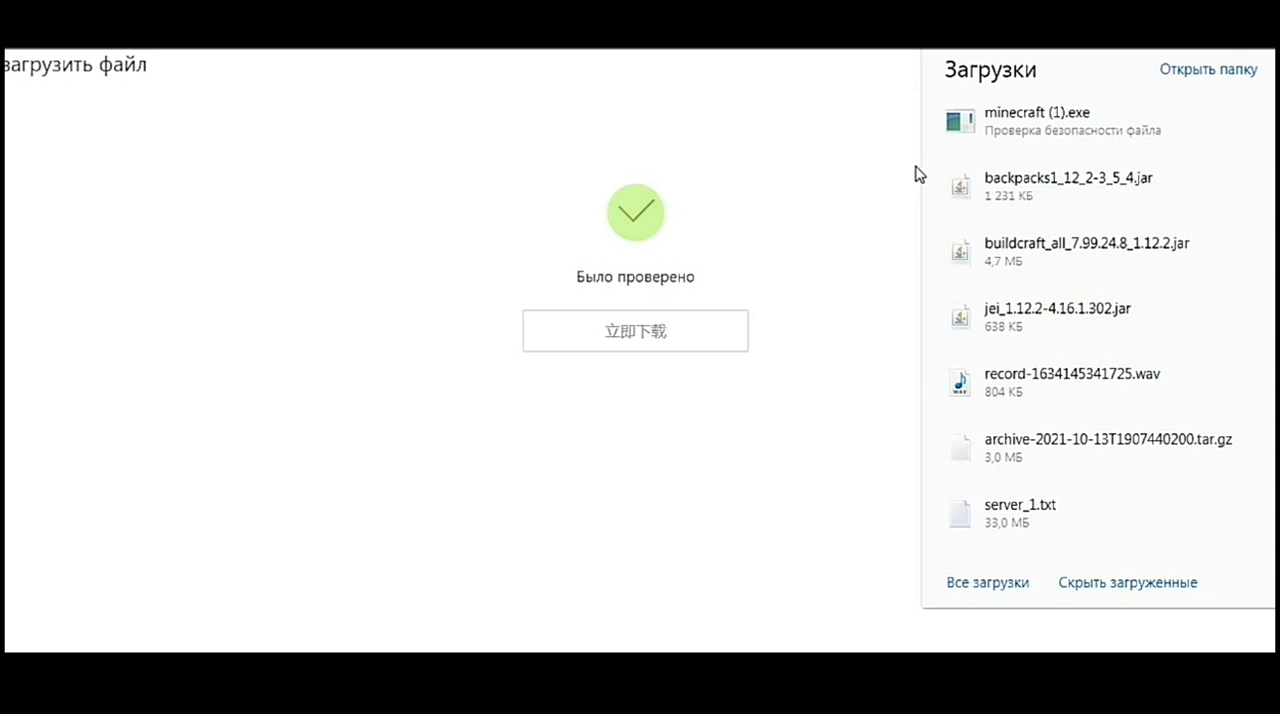 загрузить файл
Было проверено
立即下载
Загрузки
Открыть папку
minecraft (1).exe
Проверка безопасности файла
backpacks1_12_2-3_5_4.jar
1 231 КБ
buildcraft_all_7.99.24.8_1.12.2.jar
4,7 МБ
jei_1.12.2-4.16.1.302.jar
638 КБ
record-1634145341725.wav
804 КБ
archive-2021-10-13T1907440200.tar.gz
3,0 МБ
server_1.txt
33,0 МБ
Все загрузки
Скрыть загруженные